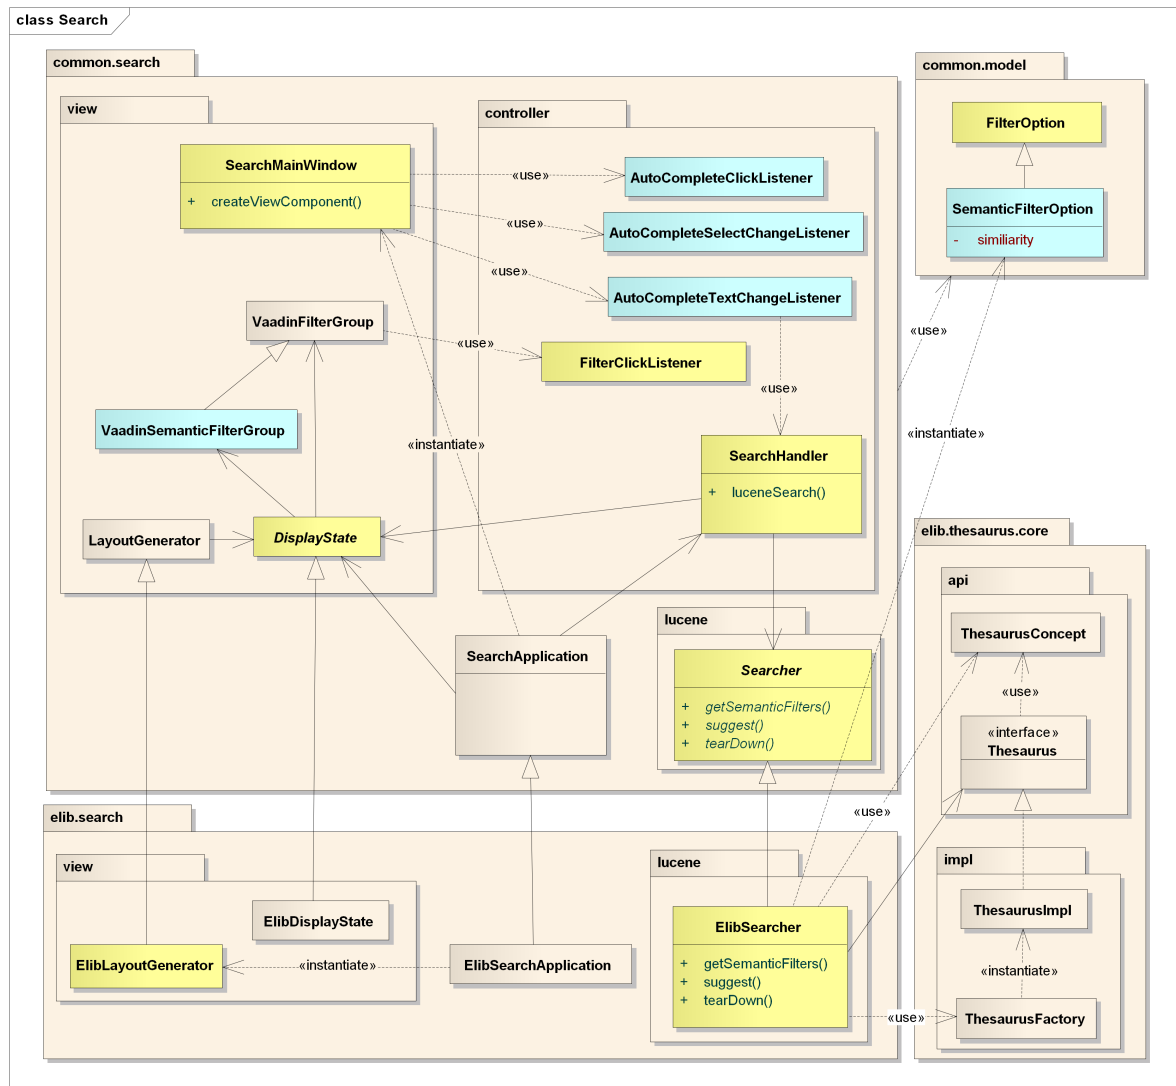 class Search
common.search
view
SearchMainWindow
+ createViewComponent()
VaadinFilterGroup
VaadinSemanticFilterGroup
LayoutGenerator
DisplayState
controller
AutoCompleteClickListener
AutoCompleteSelectChangeListener
AutoCompleteTextChangeListener
FilterClickListener
SearchHandler
+ luceneSearch()
«use»
«use»
«use»
«use»
«use»
«instantiate»
SearchApplication
lucene
Searcher
+ getSemanticFilters()
+ suggest()
+ tearDown()
common.model
FilterOption
SemanticFilterOption
- similiarity
«use»
«instantiate»
elib.thesaurus.core
api
ThesaurusConcept
«use»
«interface»
Thesaurus
impl
ThesaurusImpl
«instantiate»
ThesaurusFactory
«use»
elib.search
view
ElibDisplayState
ElibLayoutGenerator
«instantiate»
ElibSearchApplication
lucene
ElibSearcher
+ getSemanticFilters()
+ suggest()
+ tearDown()
«use»